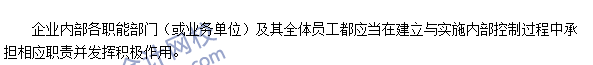 企业内部各职能部门（或业务单位）及其全体员工都应当在建立与实施内部控制过程中承
担相应职责并发挥积极作用。